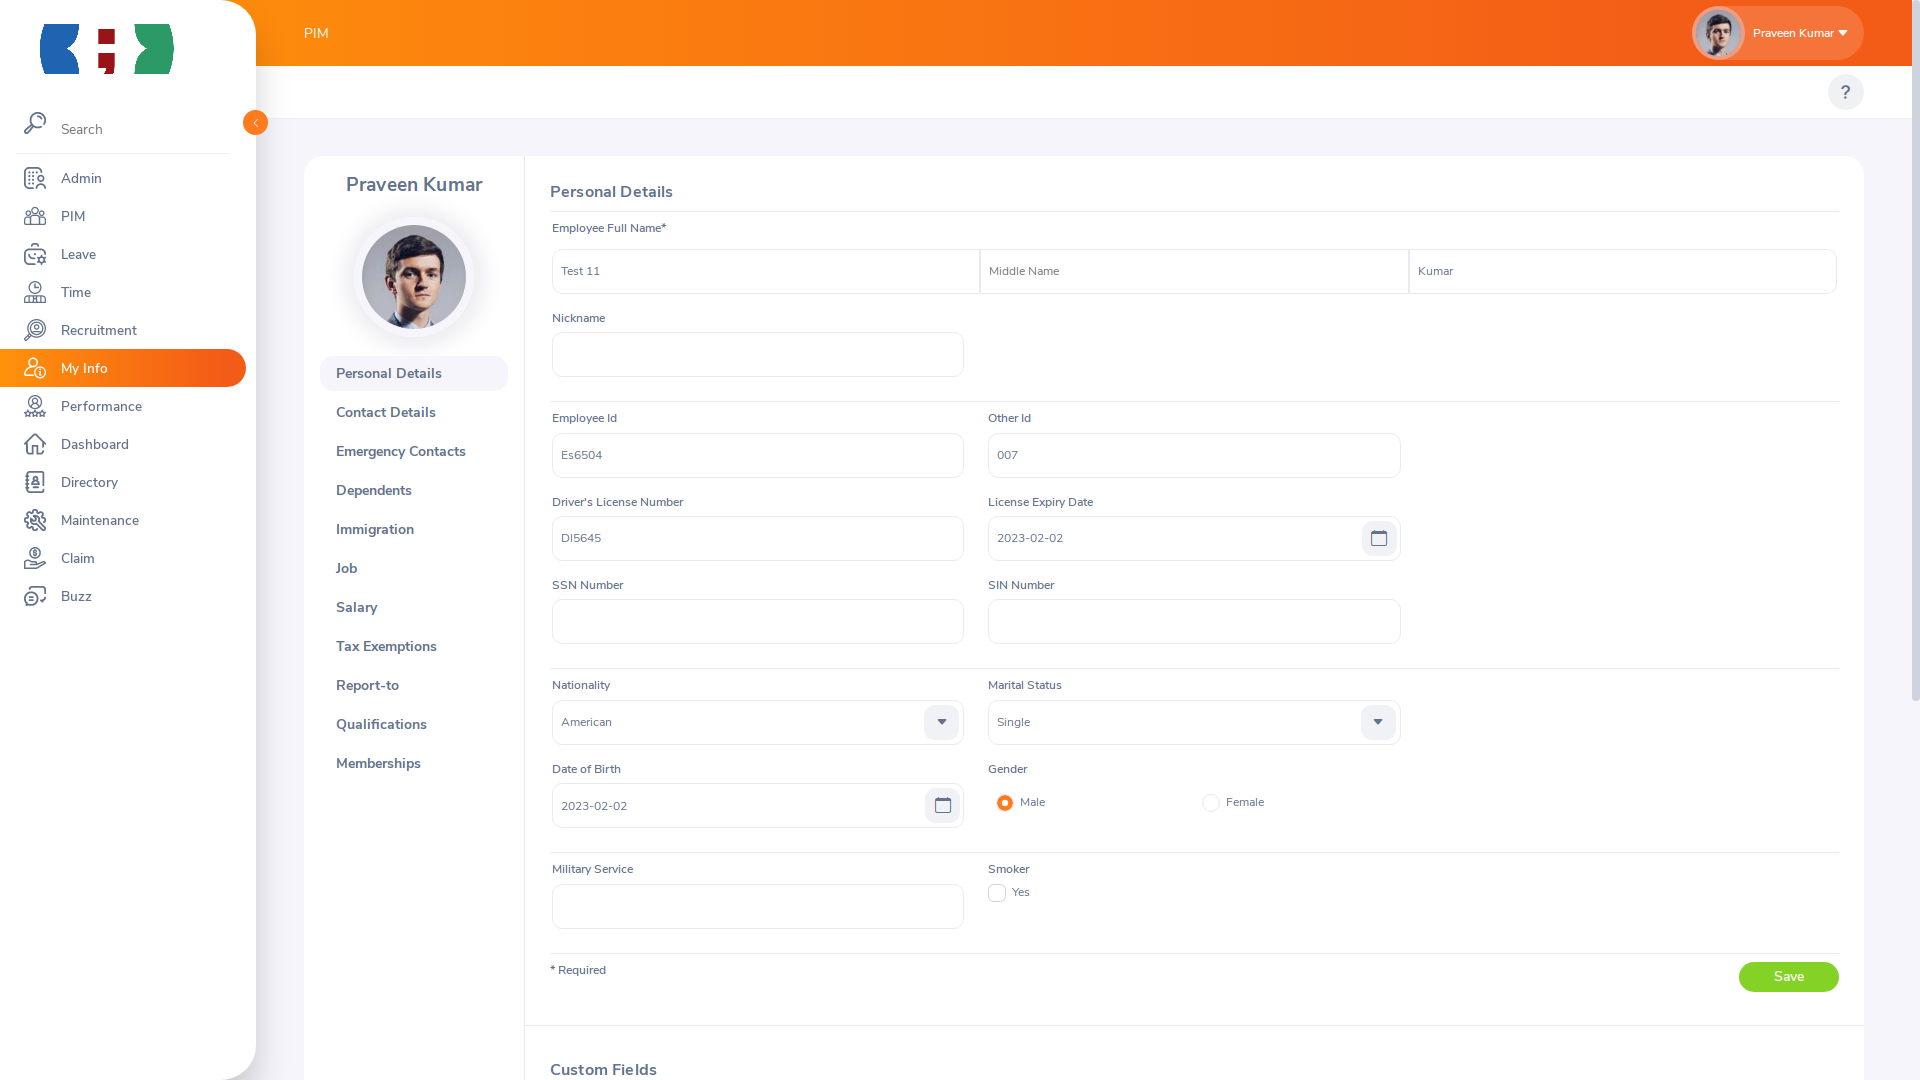 PIM
Praveen Kumar
?
Search
Admin
PIM
Leave
Time
Recruitment
My Info
Performance
Dashboard
Directory
Maintenance
Claim
Buzz
Praveen Kumar
Personal Details
Contact Details
Emergency Contacts
Dependents
Immigration
Job
Salary
Tax Exemptions
Report-to
Qualifications
Memberships
Personal Details
Employee Full Name*
Test 11 Middle Name Kumar
Nickname
Employee Id Other Id
Es6504 007
Driver's License Number License Expiry Date
Dl5645 2023-02-02
SSN Number SIN Number
Nationality Marital Status
American Single
Date of Birth Gender
2023-02-02 Male Female
Military Service Smoker
Yes
* Required Save
Custom Fields